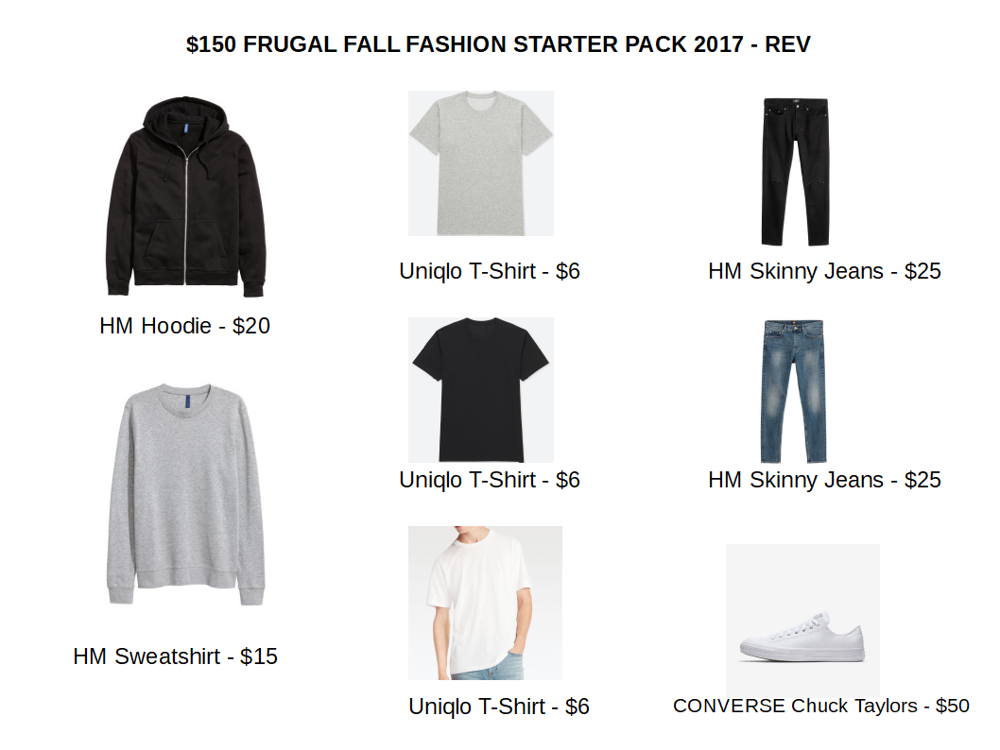 $150 FRUGAL FALL FASHION STARTER PACK 2017 - REV
HM Hoodie - $20
Uniqlo T-Shirt - $6
HM Skinny Jeans - $25
Uniqlo T-Shirt - $6
HM Skinny Jeans - $25
HM Sweatshirt - $15
Uniqlo T-Shirt - $6
CONVERSE Chuck Taylors - $50